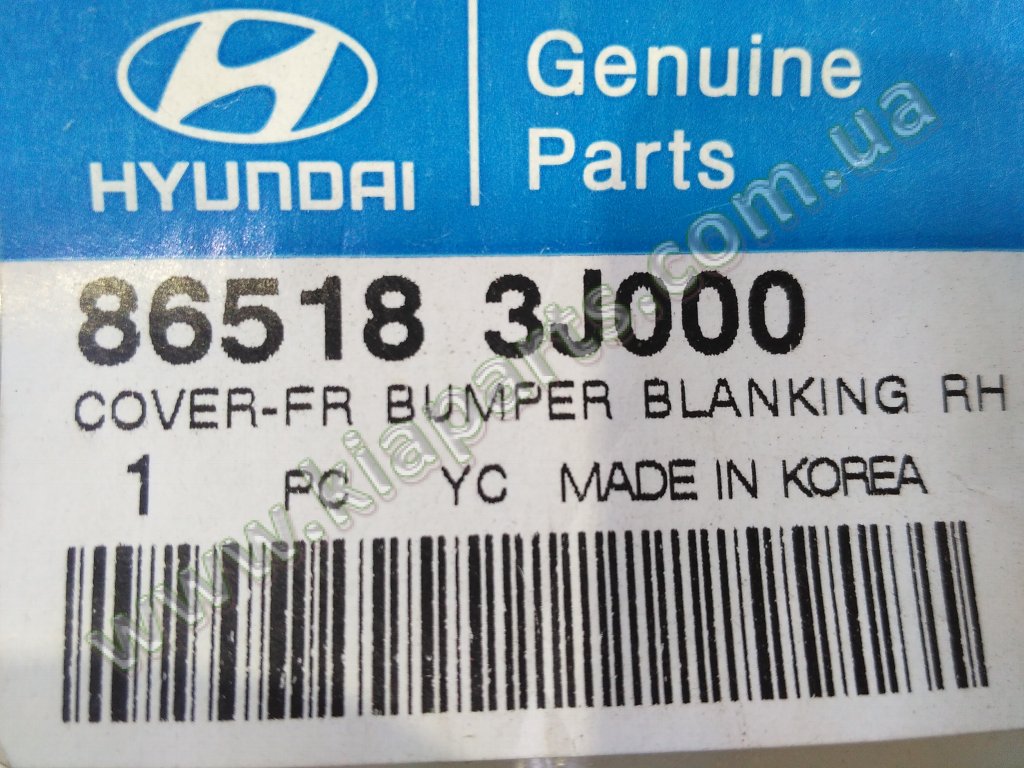 HYUNDAI
Genuine
Parts
86518 3J000
COVER-FR BUMPER BLANKING RH
1 PC YC MADE IN KOREA
www.kiaparts.com.ua